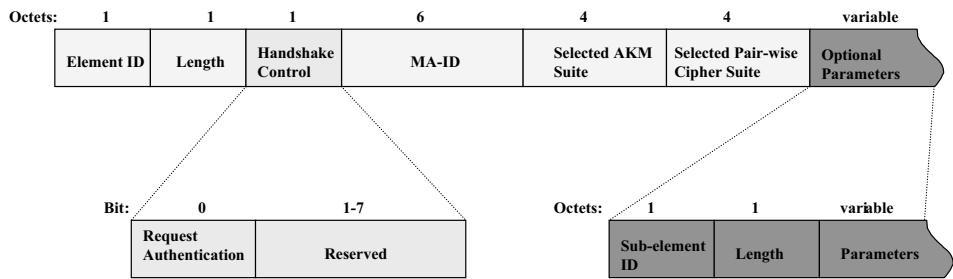 Octets: 1 1 1 6 4 4 variable
Element ID Length Handshake Control MA-ID Selected AKM Suite Selected Pair-wise Cipher Suite Optional Parameters
Bit: 0 1-7
Request Authentication Reserved
Octets: 1 1 variable
Sub-element ID Length Parameters